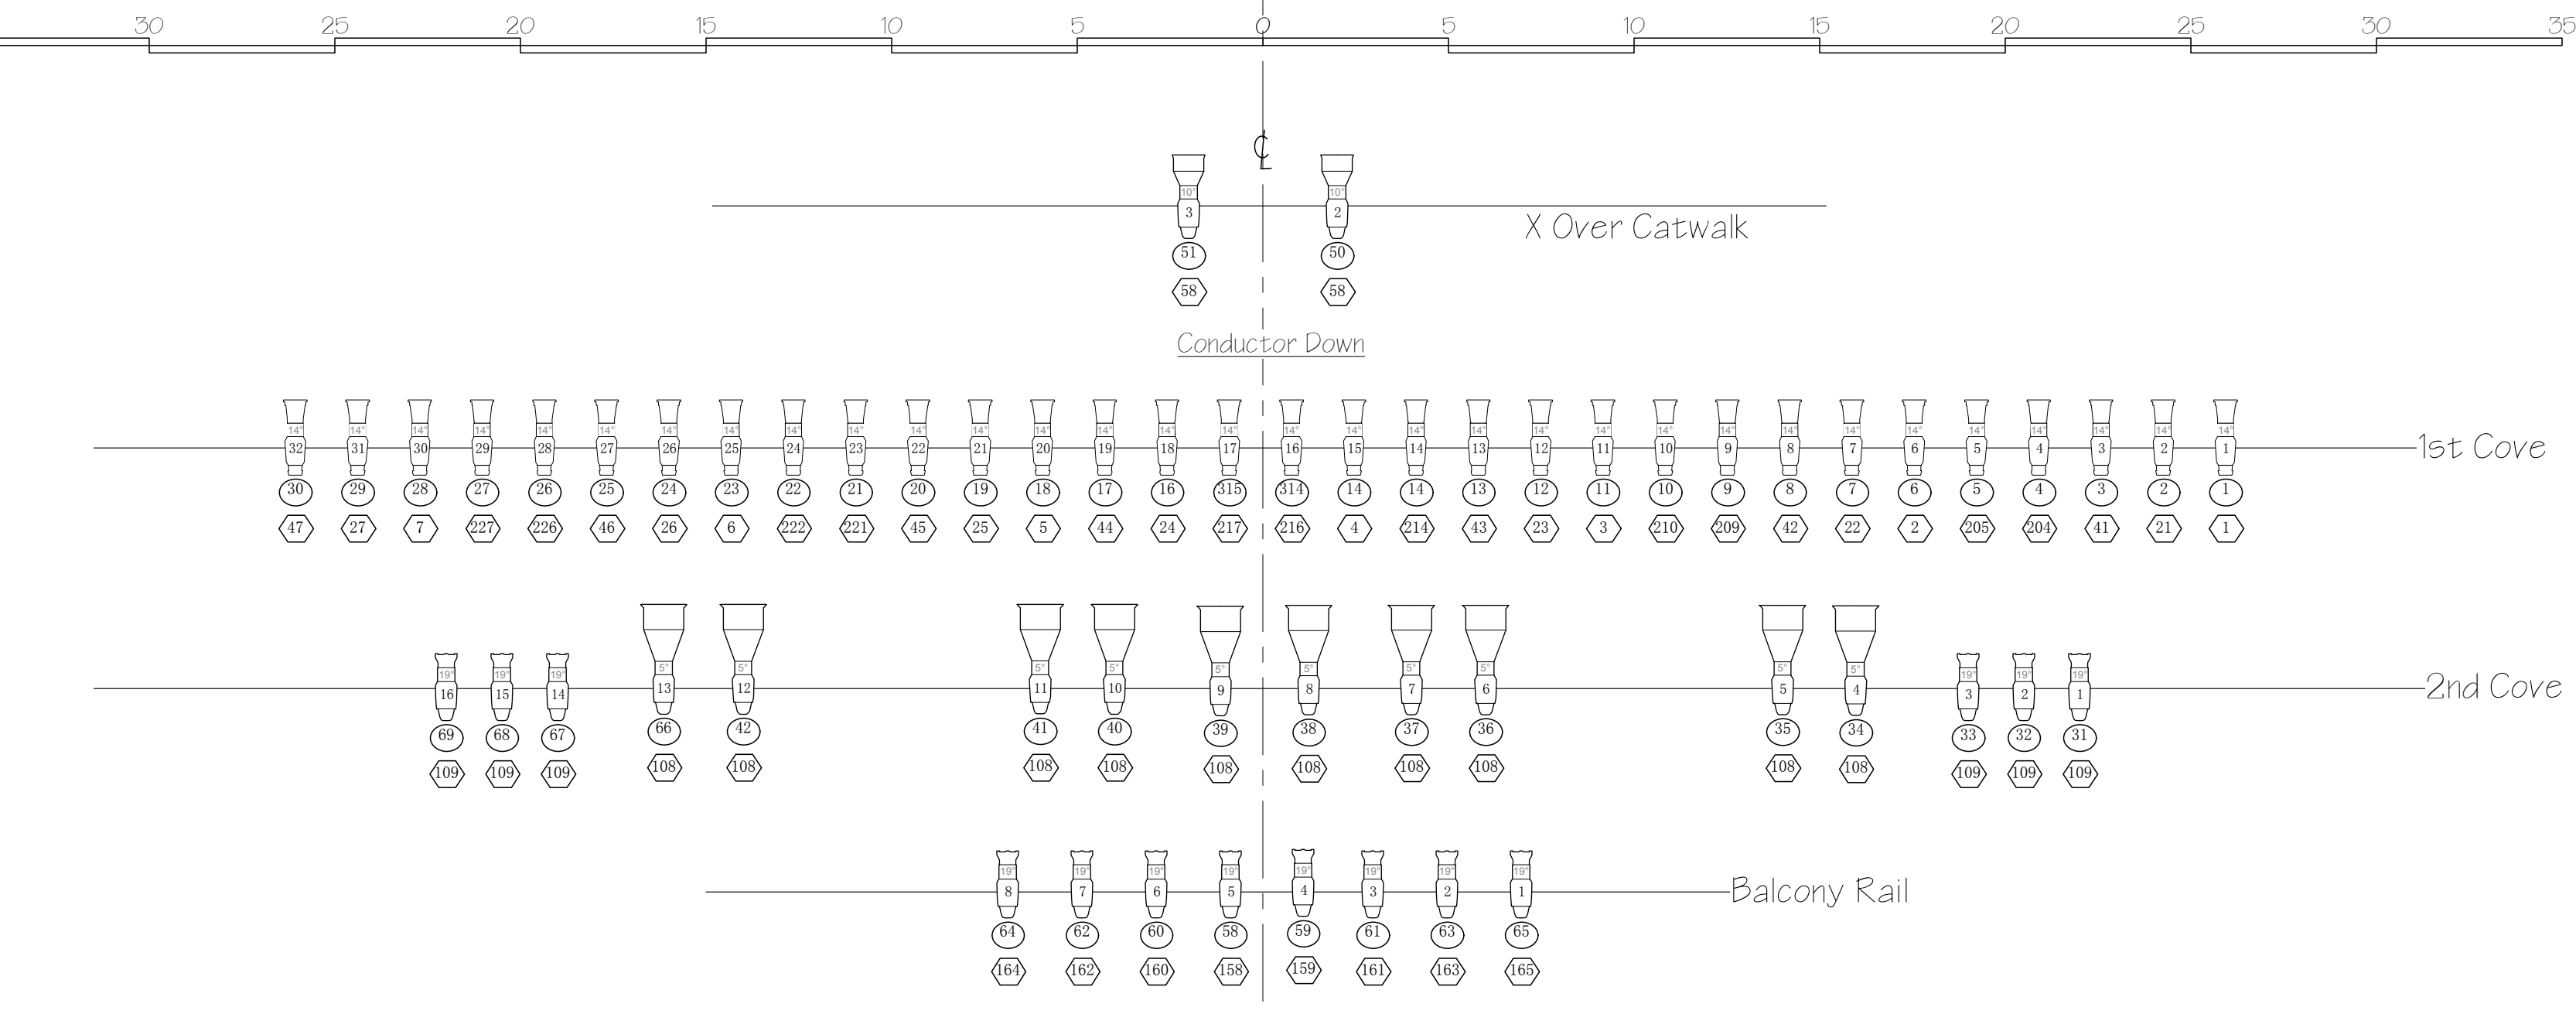 30 25 20 15 10 5 0 5 10 15 20 25 30 35
℄
10° 10°
3 2
X Over Catwalk
51 50
58 58
Conductor Down
14° 14° 14° 14° 14° 14° 14° 14° 14° 14° 14° 14° 14° 14° 14° 14° 14° 14° 14° 14° 14° 14° 14° 14° 14° 14° 14° 14° 14° 14° 14° 14°
32 31 30 29 28 27 26 25 24 23 22 21 20 19 18 17 16 15 14 13 12 11 10 9 8 7 6 5 4 3 2 1 1st Cove
30 29 28 27 26 25 24 23 22 21 20 19 18 17 16 315 314 14 14 13 12 11 10 9 8 7 6 5 4 3 2 1
47 27 7 227 226 46 26 6 222 221 45 25 5 44 24 217 216 4 214 43 23 3 210 209 42 22 2 205 204 41 21 1
19° 19° 19° 5° 5° 5° 5° 5° 5° 5° 5° 5° 5° 19° 19° 19°
16 15 14 13 12 11 10 9 8 7 6 5 4 3 2 1 2nd Cove
69 68 67 66 42 41 40 39 38 37 36 35 34 33 32 31
109 109 109 108 108 108 108 108 108 108 108 108 108 109 109 109
19° 19° 19° 19° 19° 19° 19° 19°
8 7 6 5 4 3 2 1 Balcony Rail
64 62 60 58 59 61 63 65
164 162 160 158 159 161 163 165